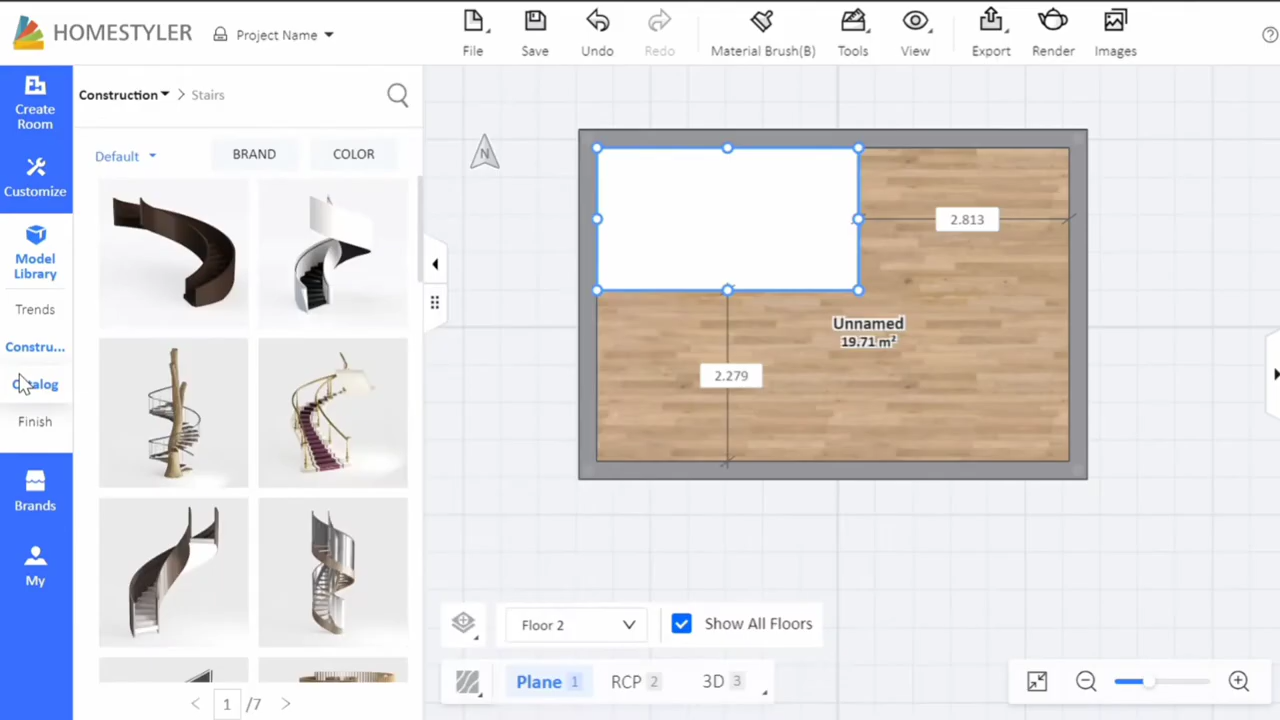 HOMESTYLER
Project Name
File
Save
Undo
Redo
Material Brush(B)
Tools
View
Export
Render
Images
Create
Room
Customize
Model
Library
Trends
Constru...
Catalog
Finish
Brands
My
Construction > Stairs
Default
BRAND
COLOR
1 /7
N
2.813
Unnamed
19.71 m²
2.279
Floor 2
Show All Floors
Plane 1
RCP 2
3D 3